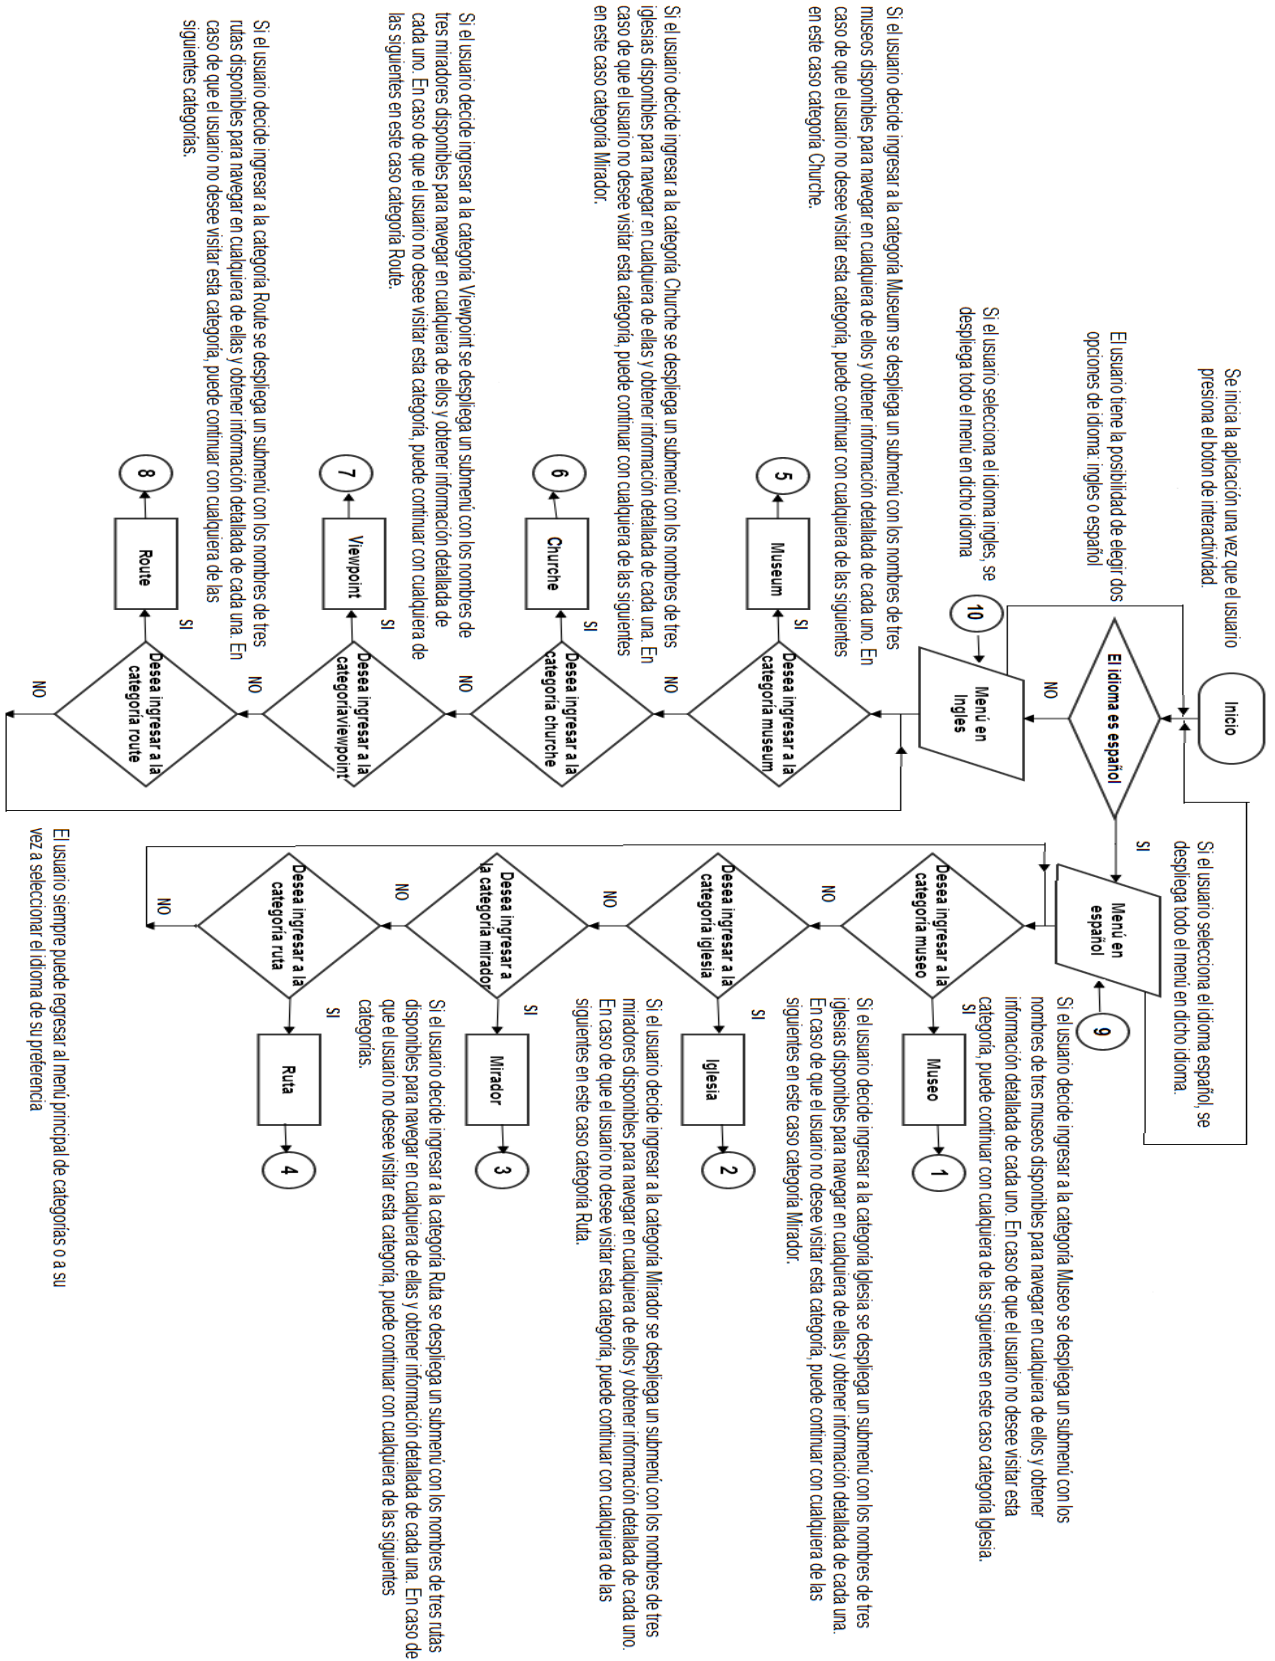 Se inicia la aplicación una vez que el usuario
presiona el boton de interactividad.
Inicio
El usuario tiene la posibilidad de elegir dos
opciones de idioma: ingles o español
El idioma es español
NO
SI
Si el usuario selecciona el idioma español, se
despliega todo el menú en dicho idioma.
Si el usuario selecciona el idioma ingles, se
despliega todo el menú en dicho idioma
10
Menú en
Ingles
Menú en
español
9
Si el usuario decide ingresar a la categoría Museum se despliega un submenú con los nombres de tres
museos disponibles para navegar en cualquiera de ellos y obtener información detallada de cada uno. En
caso de que el usuario no desee visitar esta categoría, puede continuar con cualquiera de las siguientes
en este caso categoría Churche.
5
Museum
SI
Desea ingresar a la
categoría museum
NO
Desea ingresar a la
categoría museo
SI
Museo
1
NO
Si el usuario decide ingresar a la categoría Museo se despliega un submenú con los
nombres de tres museos disponibles para navegar en cualquiera de ellos y obtener
información detallada de cada uno. En caso de que el usuario no desee visitar esta
categoría, puede continuar con cualquiera de las siguientes en este caso categoría Iglesia.
Si el usuario decide ingresar a la categoría Churche se despliega un submenú con los nombres de tres
iglesias disponibles para navegar en cualquiera de ellas y obtener información detallada de cada una. En
caso de que el usuario no desee visitar esta categoría, puede continuar con cualquiera de las siguientes
en este caso categoría Mirador.
6
Churche
SI
Desea ingresar a la
categoría churche
NO
Desea ingresar a la
categoría iglesia
SI
Iglesia
2
NO
Si el usuario decide ingresar a la categoría Iglesia se despliega un submenú con los nombres de tres
iglesias disponibles para navegar en cualquiera de ellas y obtener información detallada de cada una.
En caso de que el usuario no desee visitar esta categoría, puede continuar con cualquiera de las
siguientes en este caso categoría Mirador.
Si el usuario decide ingresar a la categoría Viewpoint se despliega un submenú con los nombres de
tres miradores disponibles para navegar en cualquiera de ellos y obtener información detallada de
cada uno. En caso de que el usuario no desee visitar esta categoría, puede continuar con cualquiera de
las siguientes en este caso categoría Route.
7
Viewpoint
SI
Desea ingresar a la
categoríaviewpoint
NO
Desea ingresar a
la categoría mirador
SI
Mirador
3
NO
Si el usuario decide ingresar a la categoría Mirador se despliega un submenú con los nombres de tres
miradores disponibles para navegar en cualquiera de ellos y obtener información detallada de cada uno.
En caso de que el usuario no desee visitar esta categoría, puede continuar con cualquiera de las
siguientes en este caso categoría Ruta.
Si el usuario decide ingresar a la categoría Route se despliega un submenú con los nombres de tres
rutas disponibles para navegar en cualquiera de ellas y obtener información detallada de cada una. En
caso de que el usuario no desee visitar esta categoría, puede continuar con cualquiera de las
siguientes categorías.
8
Route
SI
Desea ingresar a la
categoría route
NO
Desea ingresar a la
categoría ruta
SI
Ruta
4
NO
Si el usuario decide ingresar a la categoría Ruta se despliega un submenú con los nombres de tres rutas
disponibles para navegar en cualquiera de ellas y obtener información detallada de cada una. En caso de
que el usuario no desee visitar esta categoría, puede continuar con cualquiera de las siguientes
categorías.
El usuario siempre puede regresar al menú principal de categorías o a su
vez a seleccionar el idioma de su preferencia